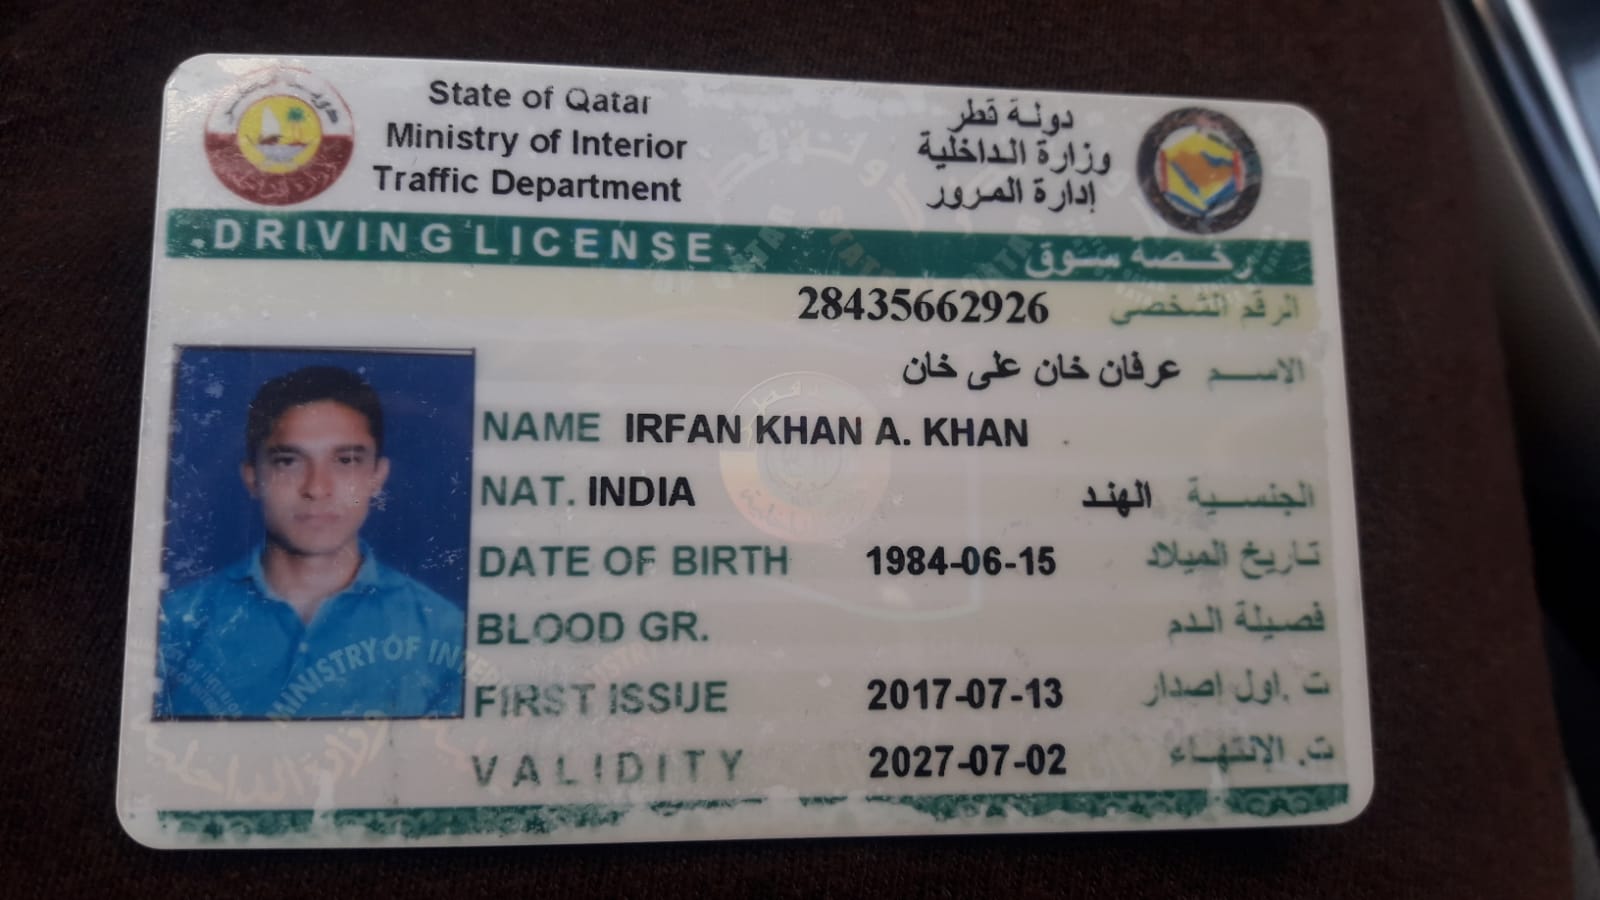 State of Qatar
Ministry of Interior
Traffic Department
دولة قطر
وزارة الداخلية
إدارة المرور
DRIVING LICENSE رخصة سوق
28435662926 الرقم الشخصي
عرفان خان على خان الاسم
NAME IRFAN KHAN A. KHAN
NAT. INDIA الهند الجنسية
DATE OF BIRTH 1984-06-15 تاريخ الميلاد
BLOOD GR. فصيلة الدم
FIRST ISSUE 2017-07-13 ت .اول اصدار
VALIDITY 2027-07-02 ت. الإنتهاء
MINISTRY OF INTERI